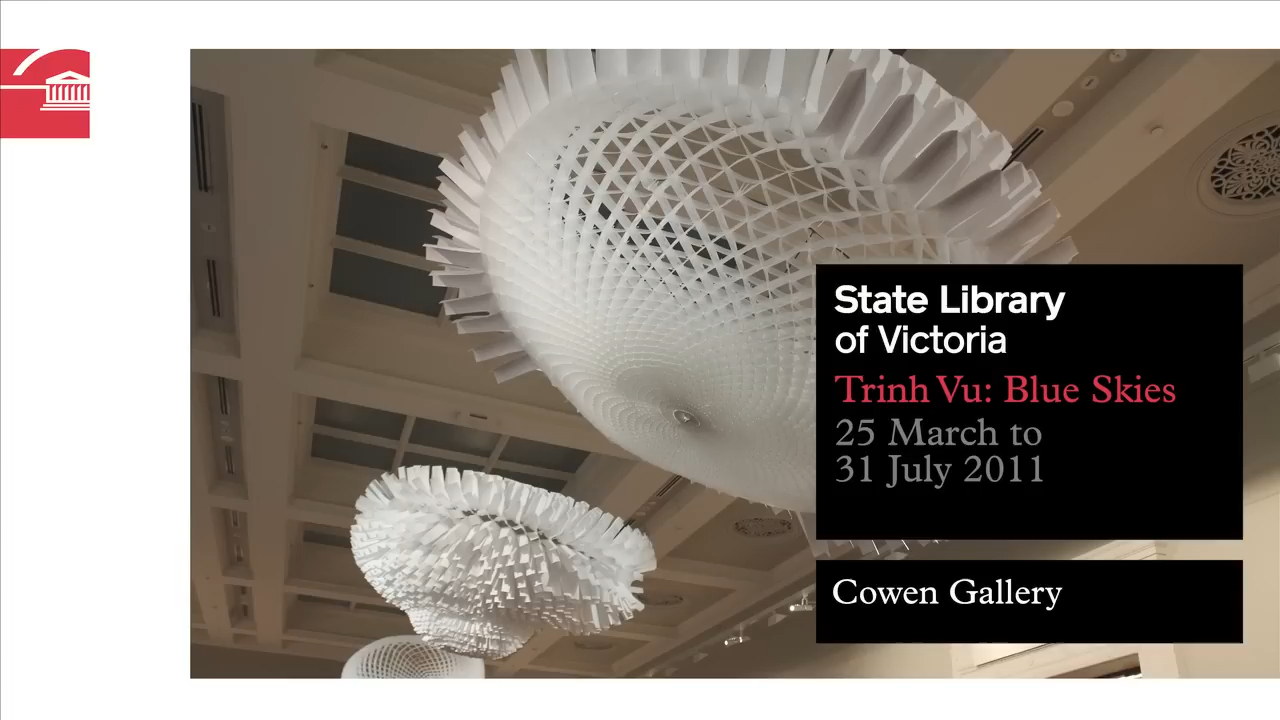 State Library
of Victoria
Trinh Vu: Blue Skies
25 March to
31 July 2011
Cowen Gallery